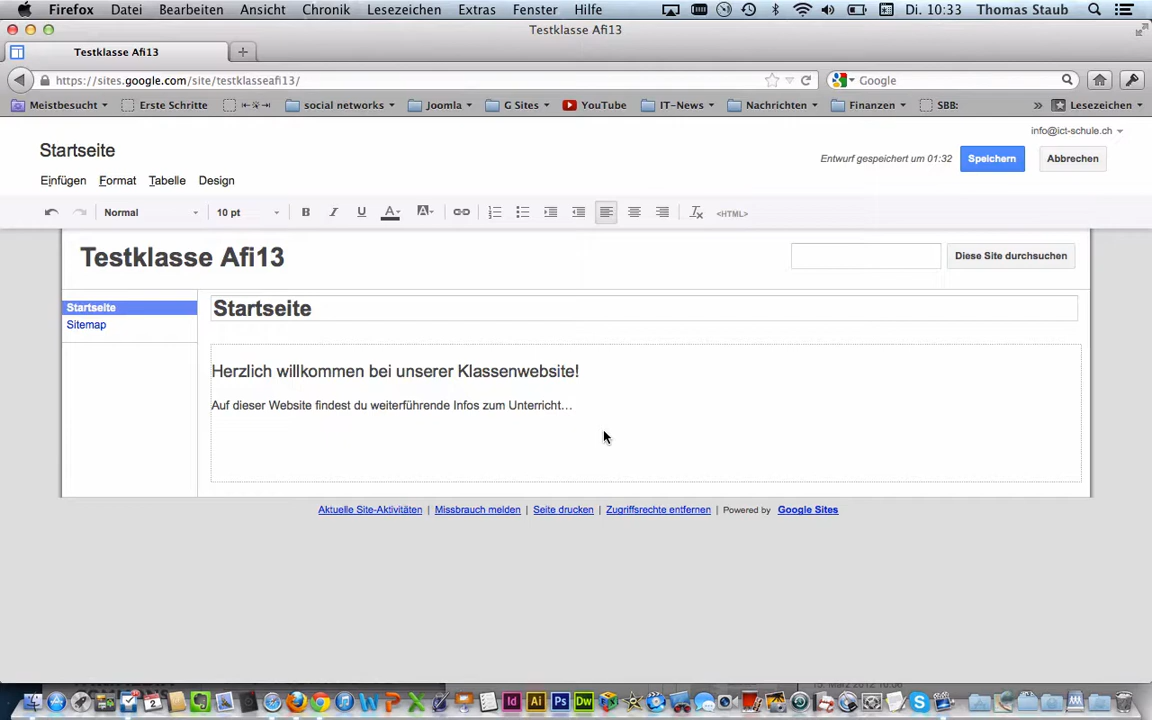 Firefox Datei Bearbeiten Ansicht Chronik Lesezeichen Extras Fenster Hilfe Di. 10:33 Thomas Staub
Testklasse Afi13
Testklasse Afi13
https://sites.google.com/site/testklasseafi13/ Google
Meistbesucht Erste Schritte social networks Joomla G Sites YouTube IT-News Nachrichten Finanzen SBB: » Lesezeichen
info@ict-schule.ch
Startseite
Entwurf gespeichert um 01:32 Speichern Abbrechen
Einfügen Format Tabelle Design
Normal 10 pt B I U A A <HTML>
Testklasse Afi13
Diese Site durchsuchen
Startseite
Sitemap
Startseite
Herzlich willkommen bei unserer Klassenwebsite!
Auf dieser Website findest du weiterführende Infos zum Unterricht…
Aktuelle Site-Aktivitäten | Missbrauch melden | Seite drucken | Zugriffsrechte entfernen | Powered by Google Sites